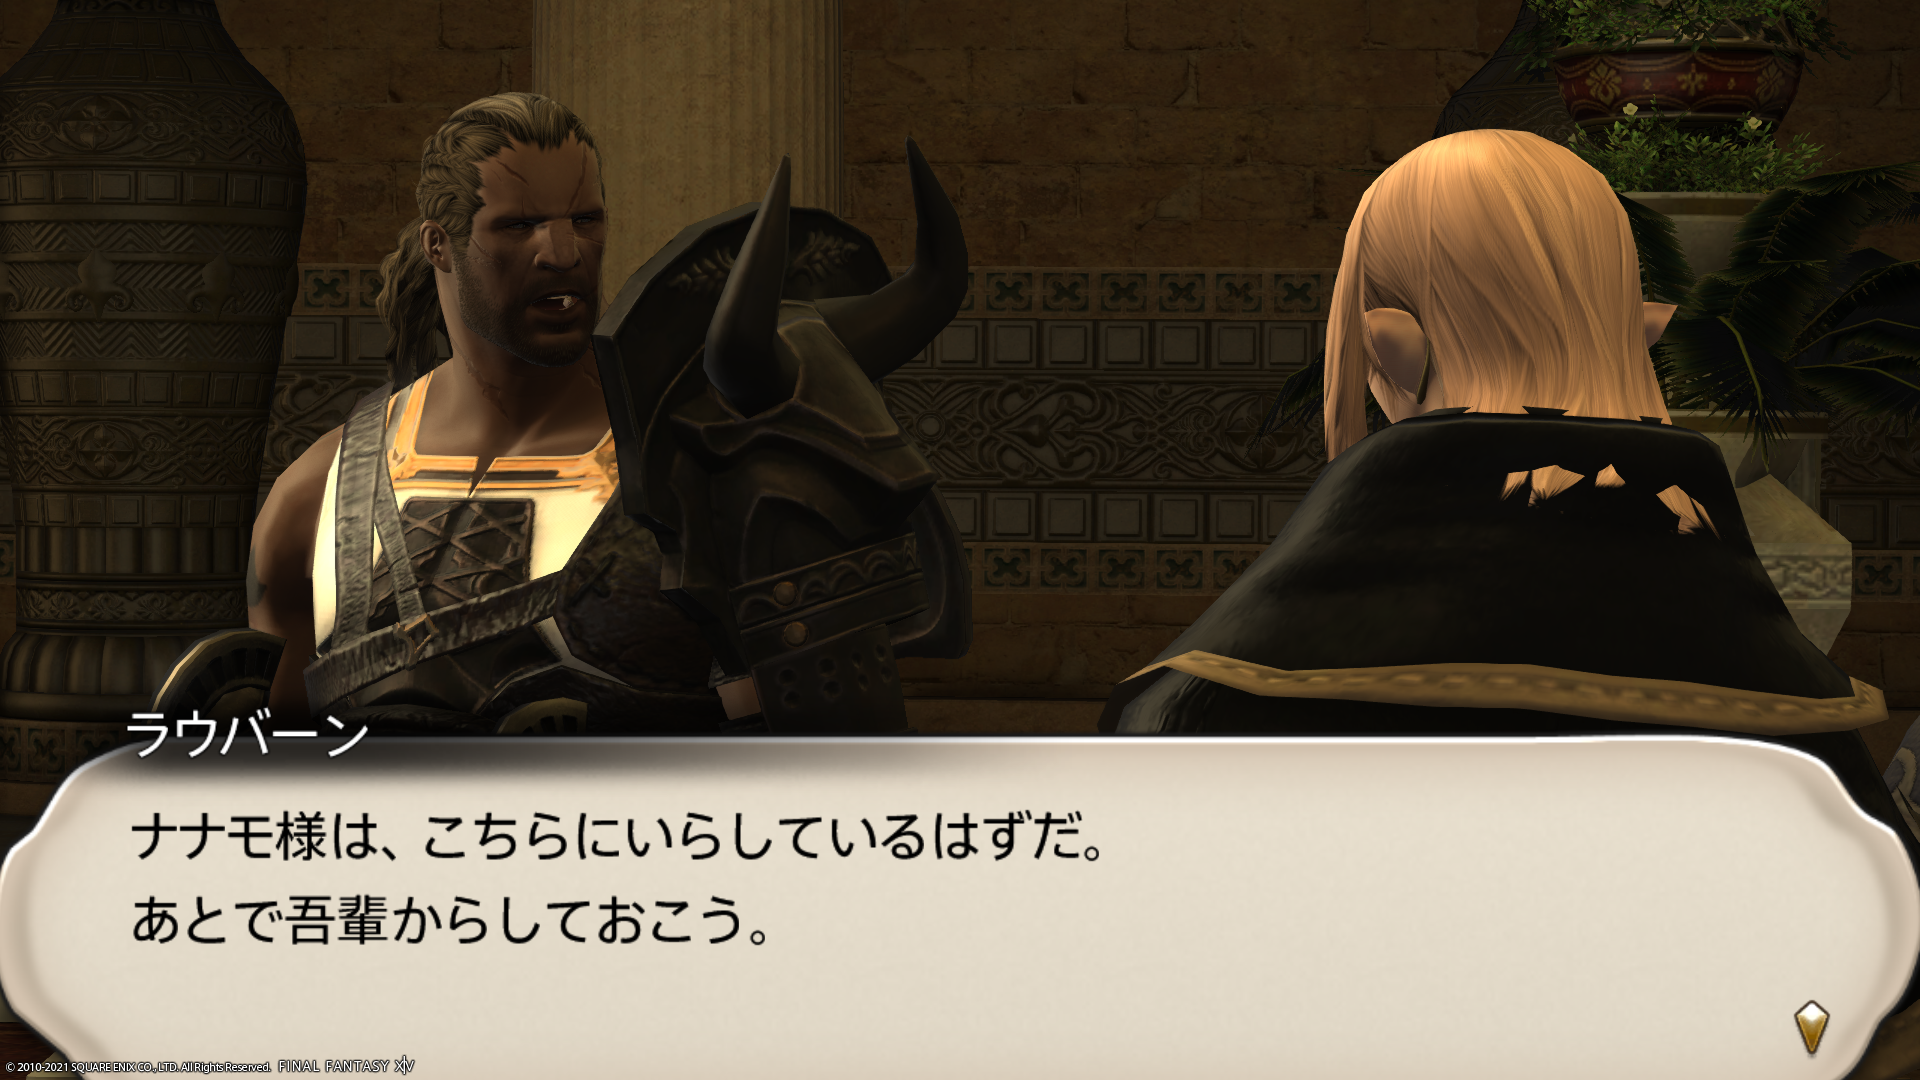 ラウバーン
ナナモ様は、こちらにいらしているはずだ。
あとで吾輩からしておこう。
© 2010-2021 SQUARE ENIX CO., LTD. All Rights Reserved. FINAL FANTASY XIV